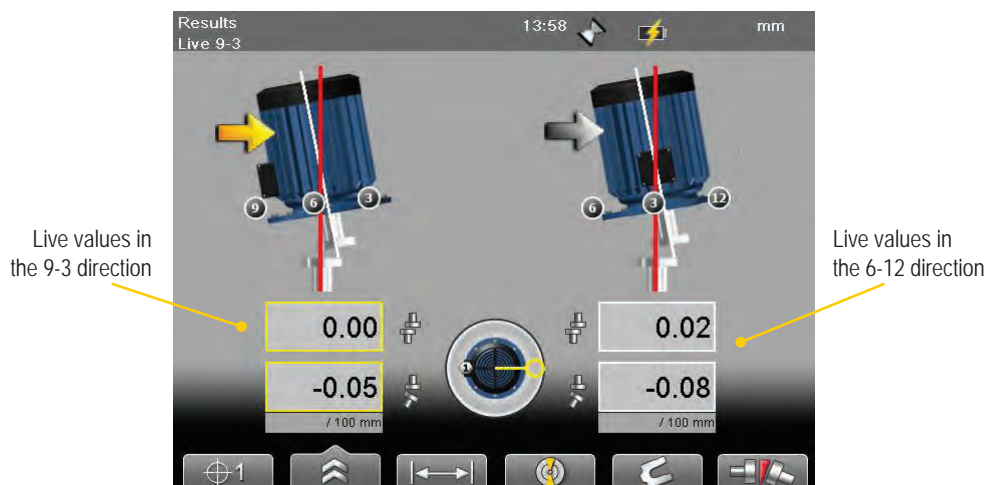 Results
13:58
mm
Live 9-3
9
6
3
6
3
12
Live values in
the 9-3 direction
Live values in
the 6-12 direction
0.00
0.02
1
-0.05
-0.08
/ 100 mm
/ 100 mm
1